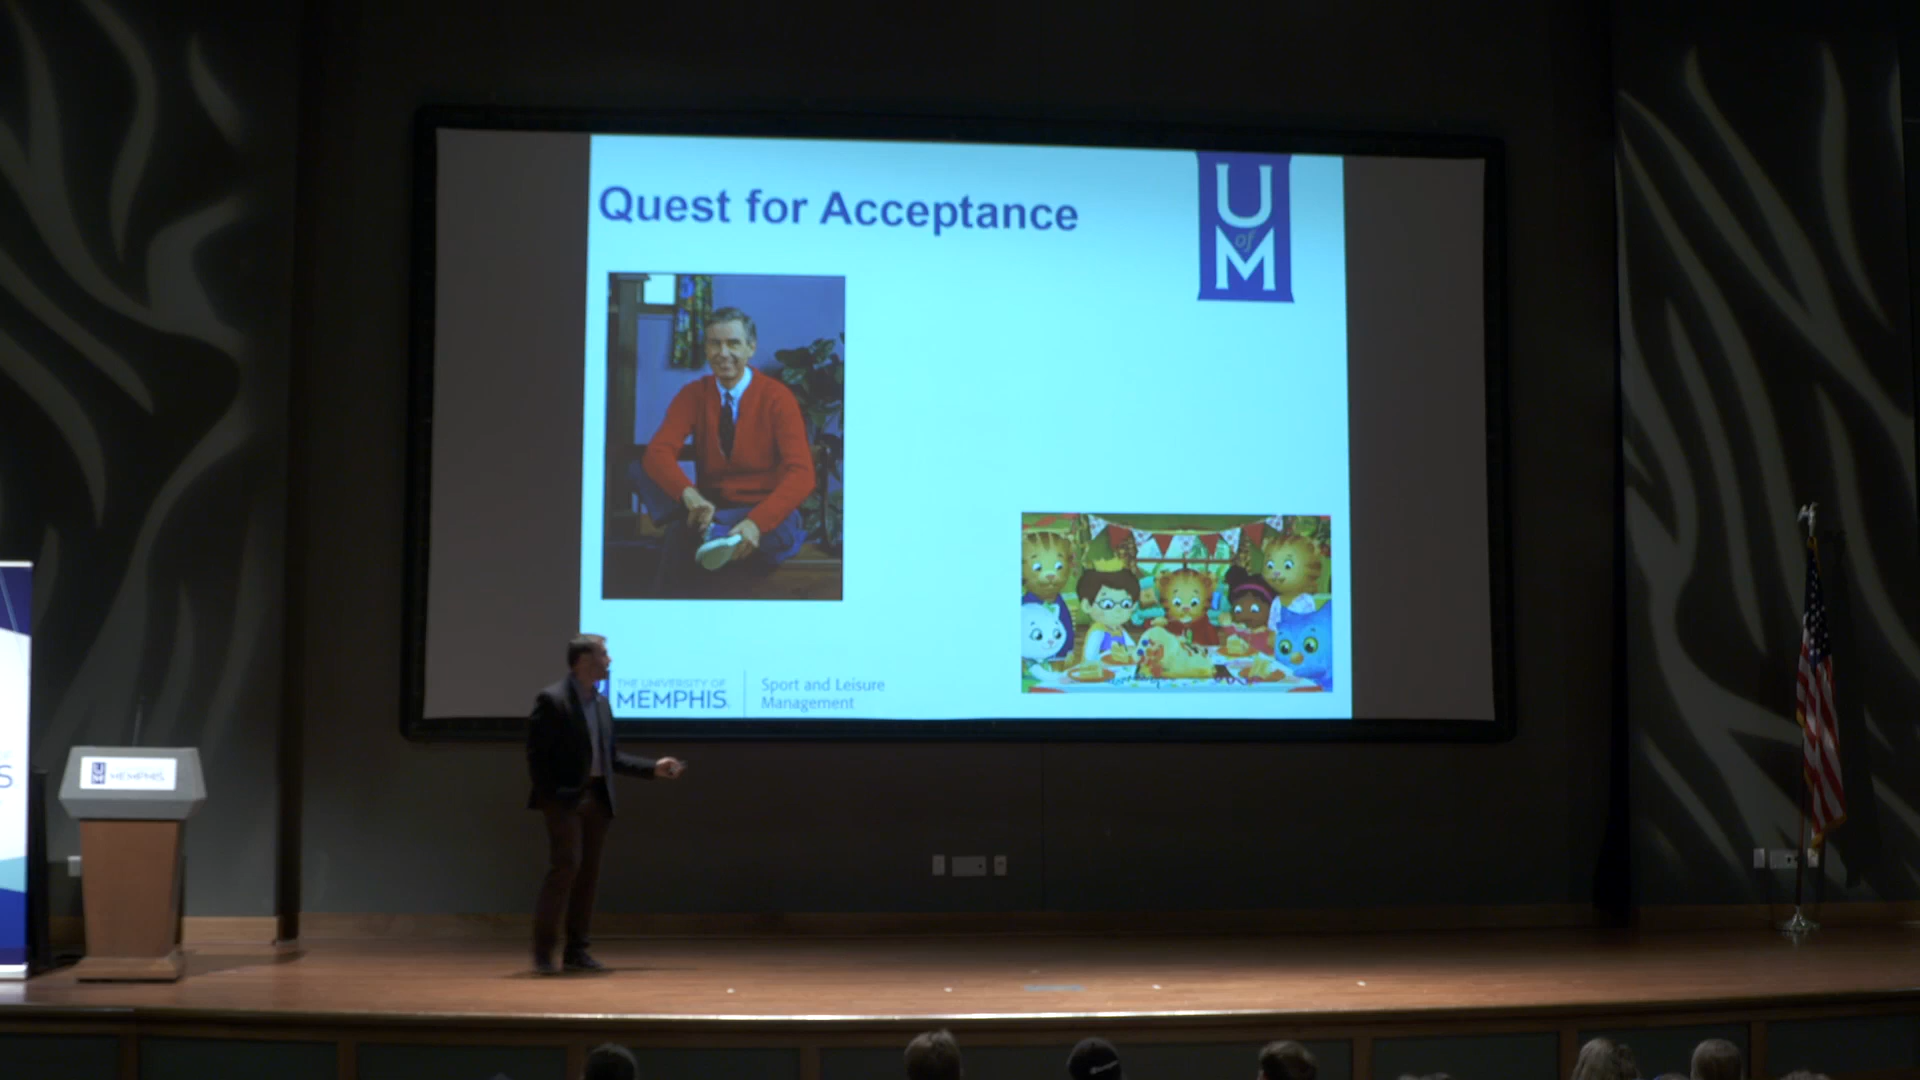 Quest for Acceptance
U
of
M
THE UNIVERSITY OF
MEMPHIS.
Sport and Leisure
Management
U
M
MEMPHIS
S